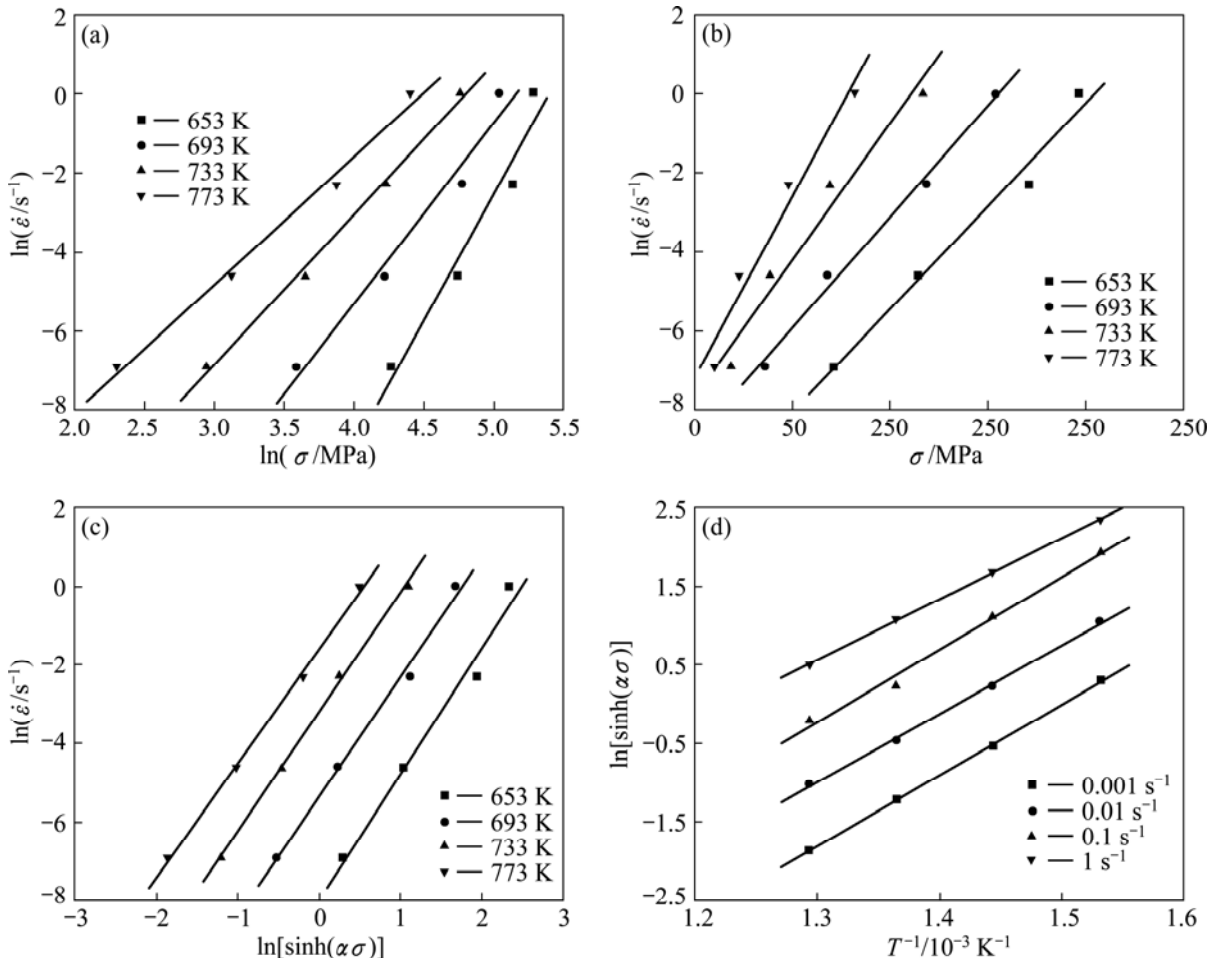 (a)
2
0
−2
−4
−6
−8
ln(ε̇/s⁻¹)
653 K
693 K
733 K
773 K
2.0 2.5 3.0 3.5 4.0 4.5 5.0 5.5
ln(σ/MPa)
(b)
2
0
−2
−4
−6
−8
ln(ε̇/s⁻¹)
653 K
693 K
733 K
773 K
0 50 250 250 250 250
σ/MPa
(c)
2
0
−2
−4
−6
−8
ln(ε̇/s⁻¹)
653 K
693 K
733 K
773 K
−3 −2 −1 0 1 2 3
ln[sinh(ασ)]
(d)
2.5
1.5
0.5
−0.5
−1.5
−2.5
ln[sinh(ασ)]
0.001 s⁻¹
0.01 s⁻¹
0.1 s⁻¹
1 s⁻¹
1.2 1.3 1.4 1.5 1.6
T⁻¹/10⁻³ K⁻¹